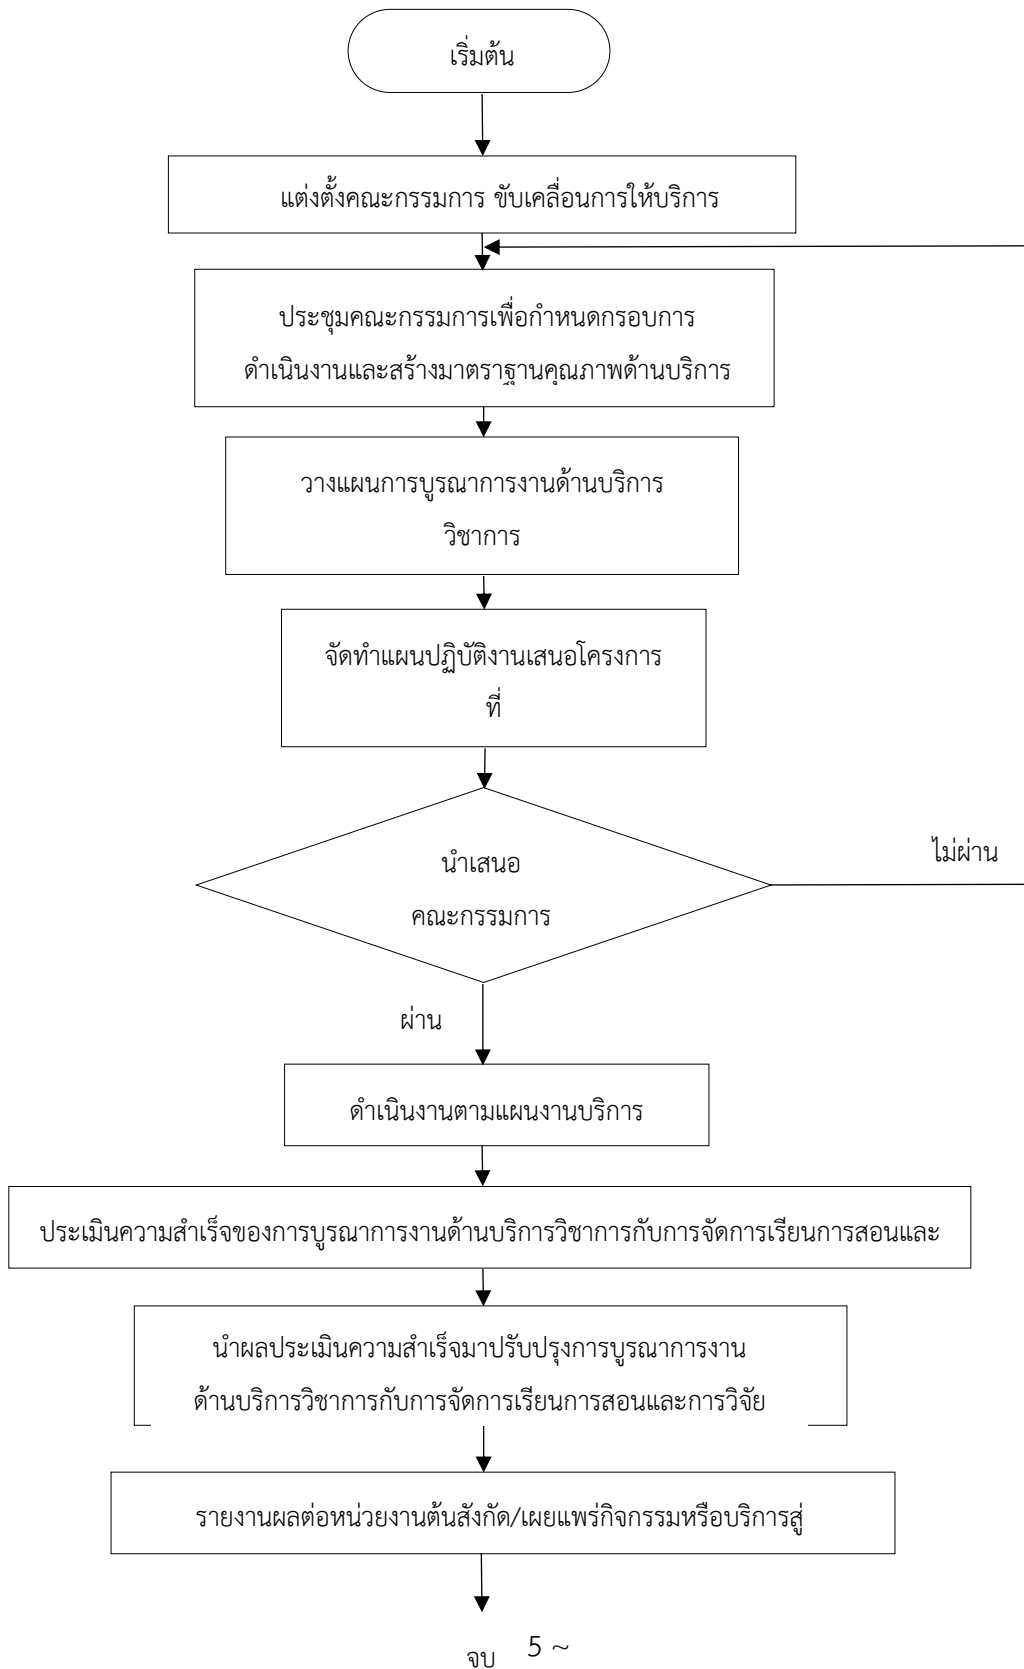 เริ่มต้น
แต่งตั้งคณะกรรมการ ขับเคลื่อนการให้บริการ
ประชุมคณะกรรมการเพื่อกำหนดกรอบการ
ดำเนินงานและสร้างมาตราฐานคุณภาพด้านบริการ
วางแผนการบูรณาการงานด้านบริการ
วิชาการ
จัดทำแผนปฏิบัติงานเสนอโครงการ
ที่
นำเสนอ
คณะกรรมการ
ไม่ผ่าน
ผ่าน
ดำเนินงานตามแผนงานบริการ
ประเมินความสำเร็จของการบูรณาการงานด้านบริการวิชาการกับการจัดการเรียนการสอนและ
นำผลประเมินความสำเร็จมาปรับปรุงการบูรณาการงาน
ด้านบริการวิชาการกับการจัดการเรียนการสอนและการวิจัย
รายงานผลต่อหน่วยงานต้นสังกัด/เผยแพร่กิจกรรมหรือบริการสู่
จบ 5 ~